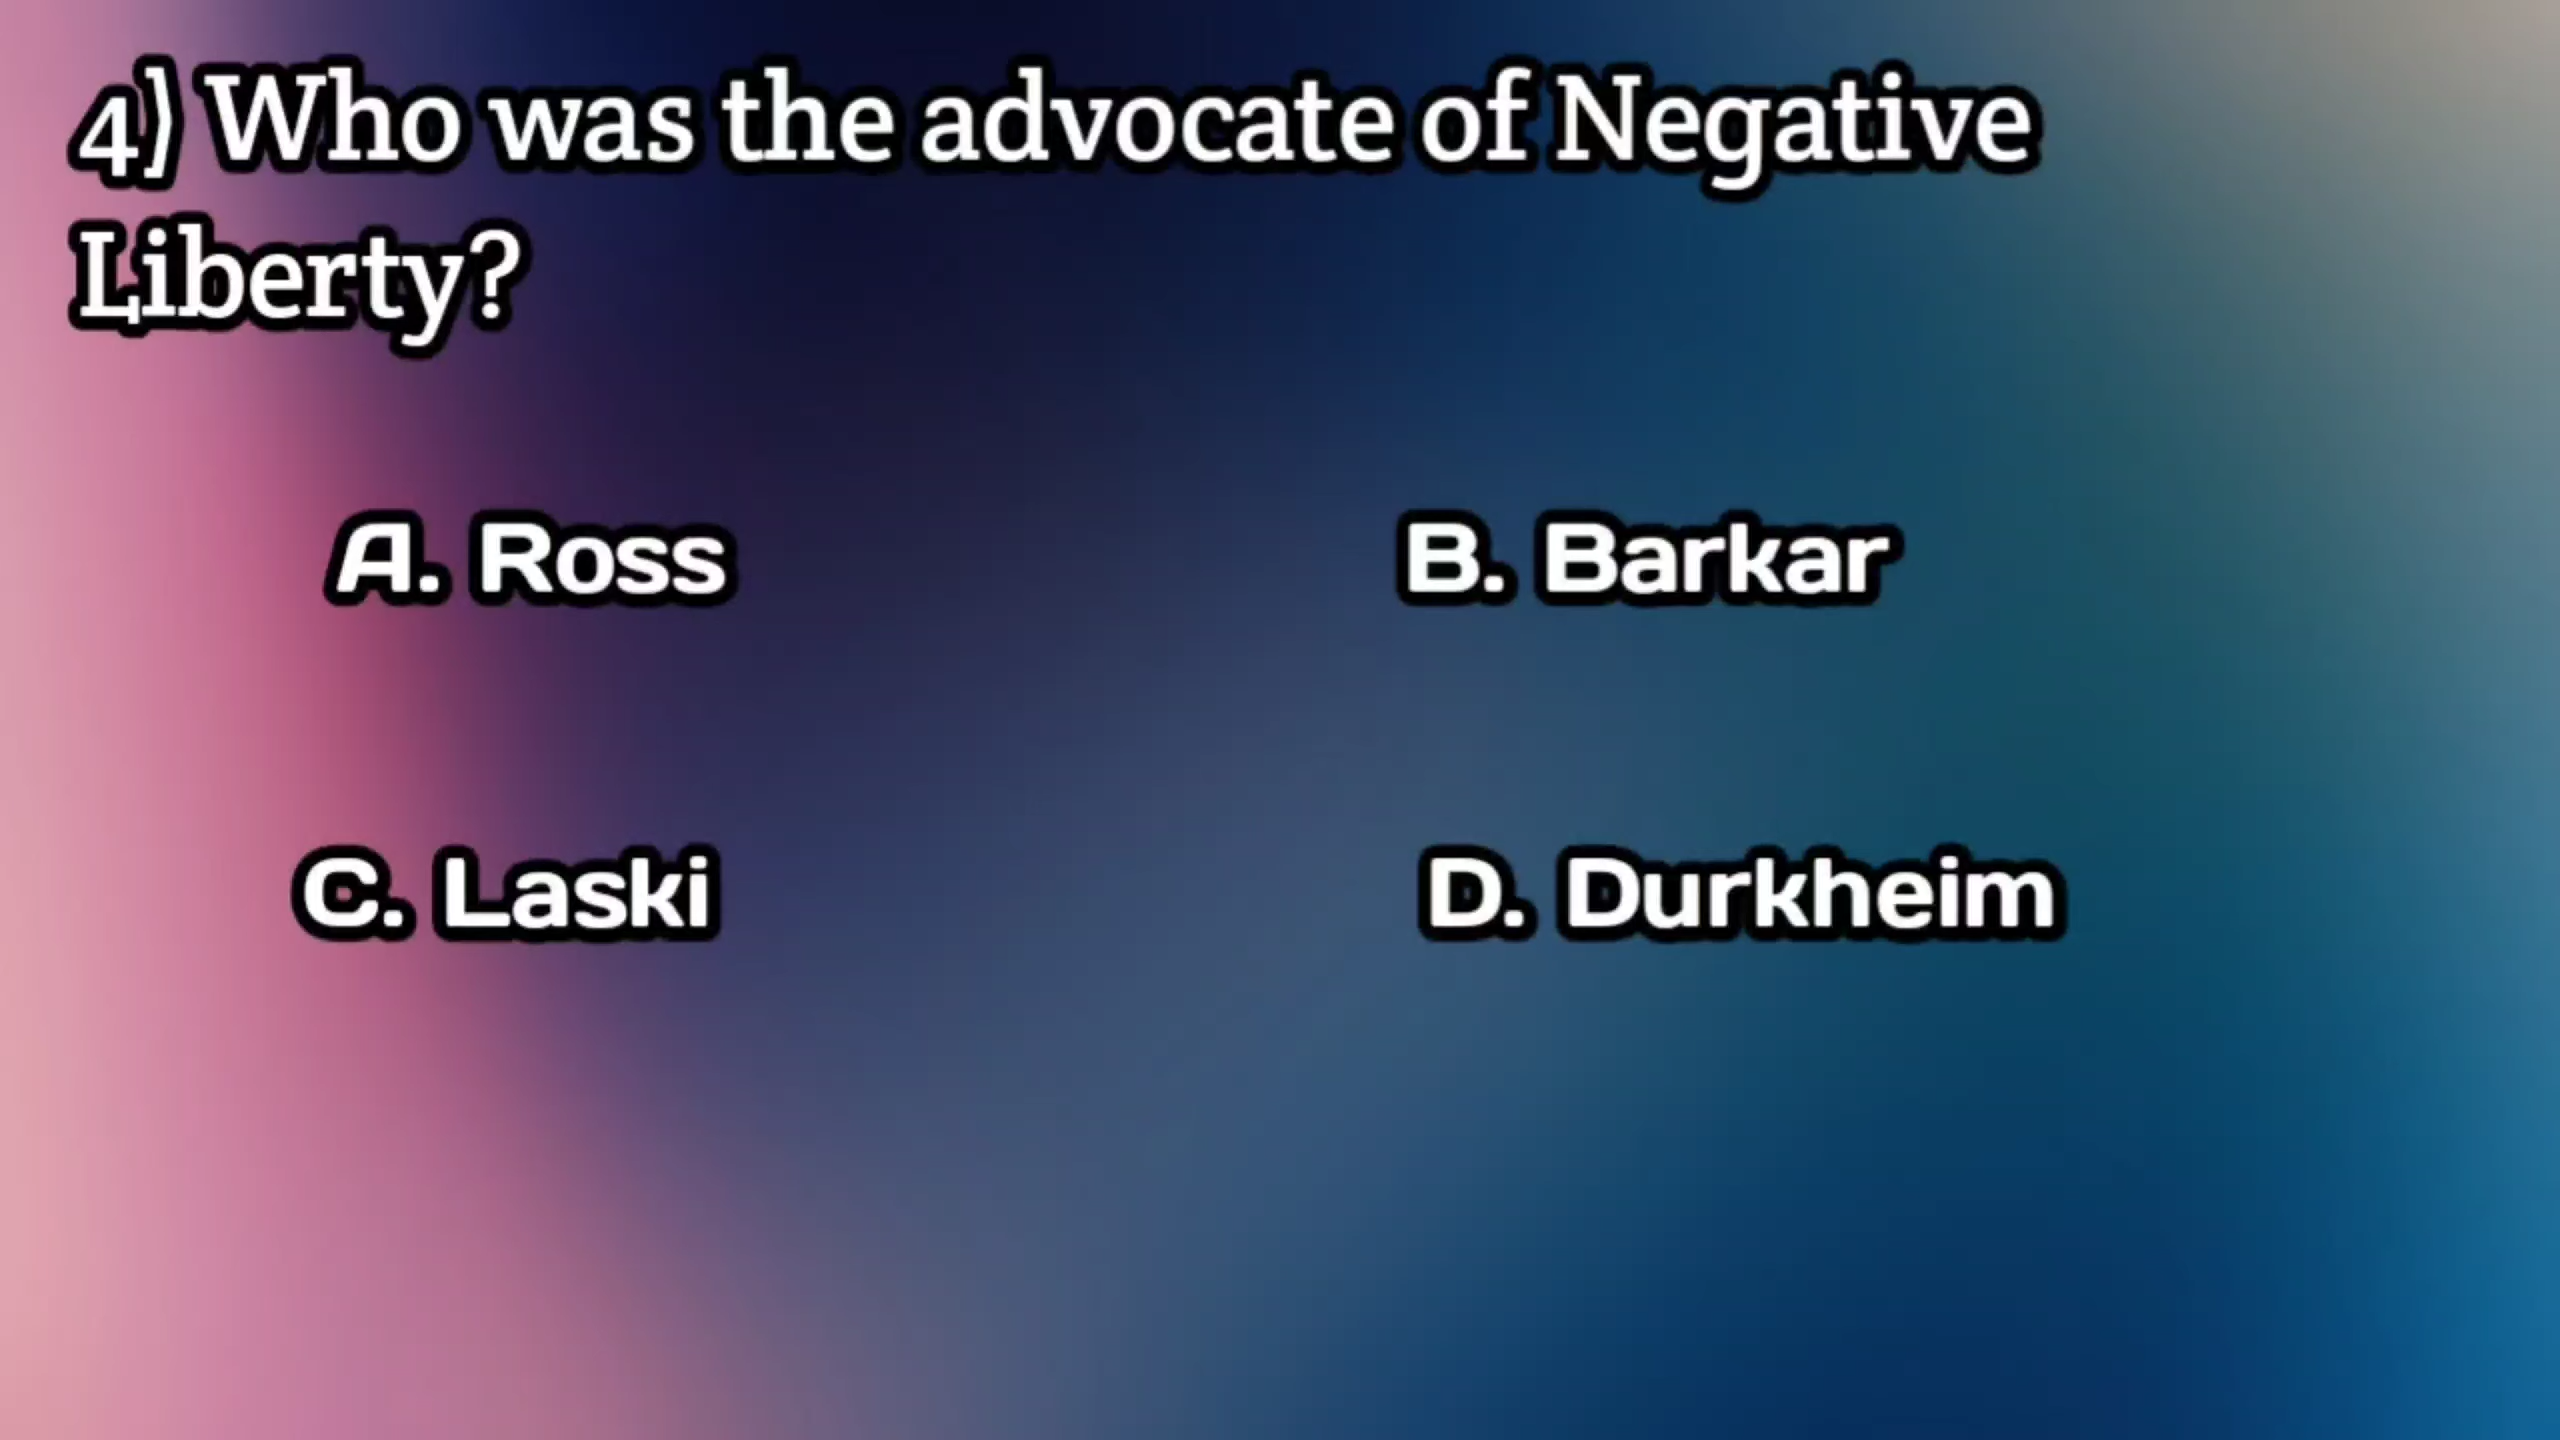 4) Who was the advocate of Negative
Liberty?
A. Ross
B. Barkar
C. Laski
D. Durkheim